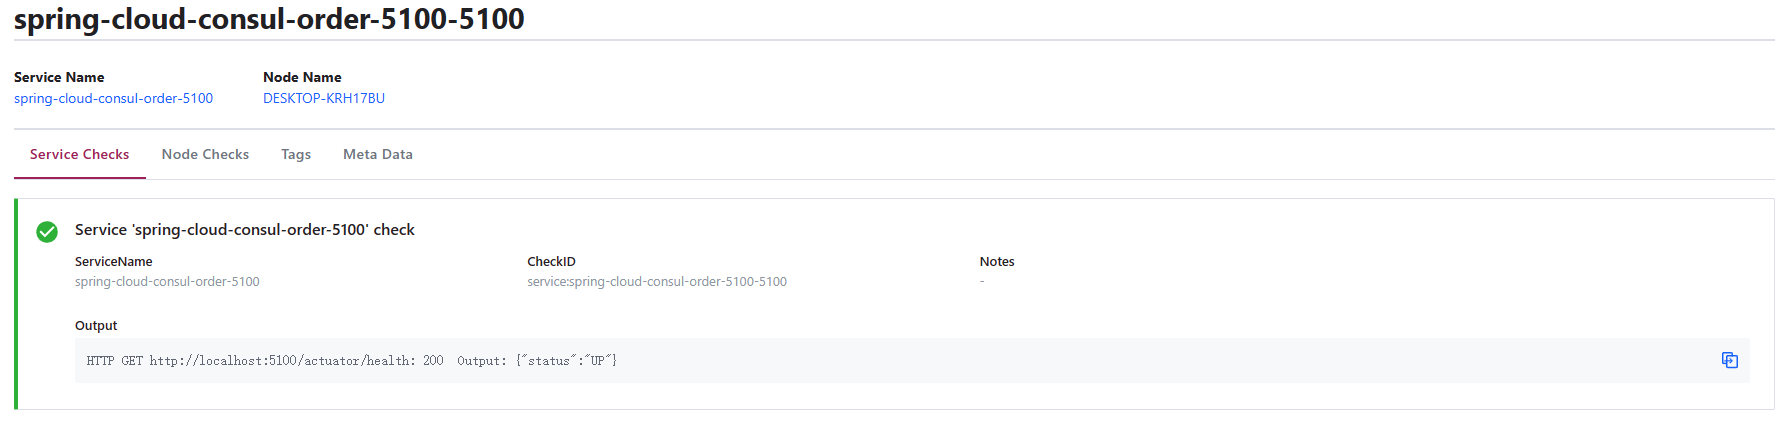 spring-cloud-consul-order-5100-5100
Service Name Node Name
spring-cloud-consul-order-5100 DESKTOP-KRH17BU
Service Checks Node Checks Tags Meta Data
Service 'spring-cloud-consul-order-5100' check
ServiceName CheckID Notes
spring-cloud-consul-order-5100 service:spring-cloud-consul-order-5100-5100 -
Output
HTTP GET http://localhost:5100/actuator/health: 200  Output: {"status":"UP"}